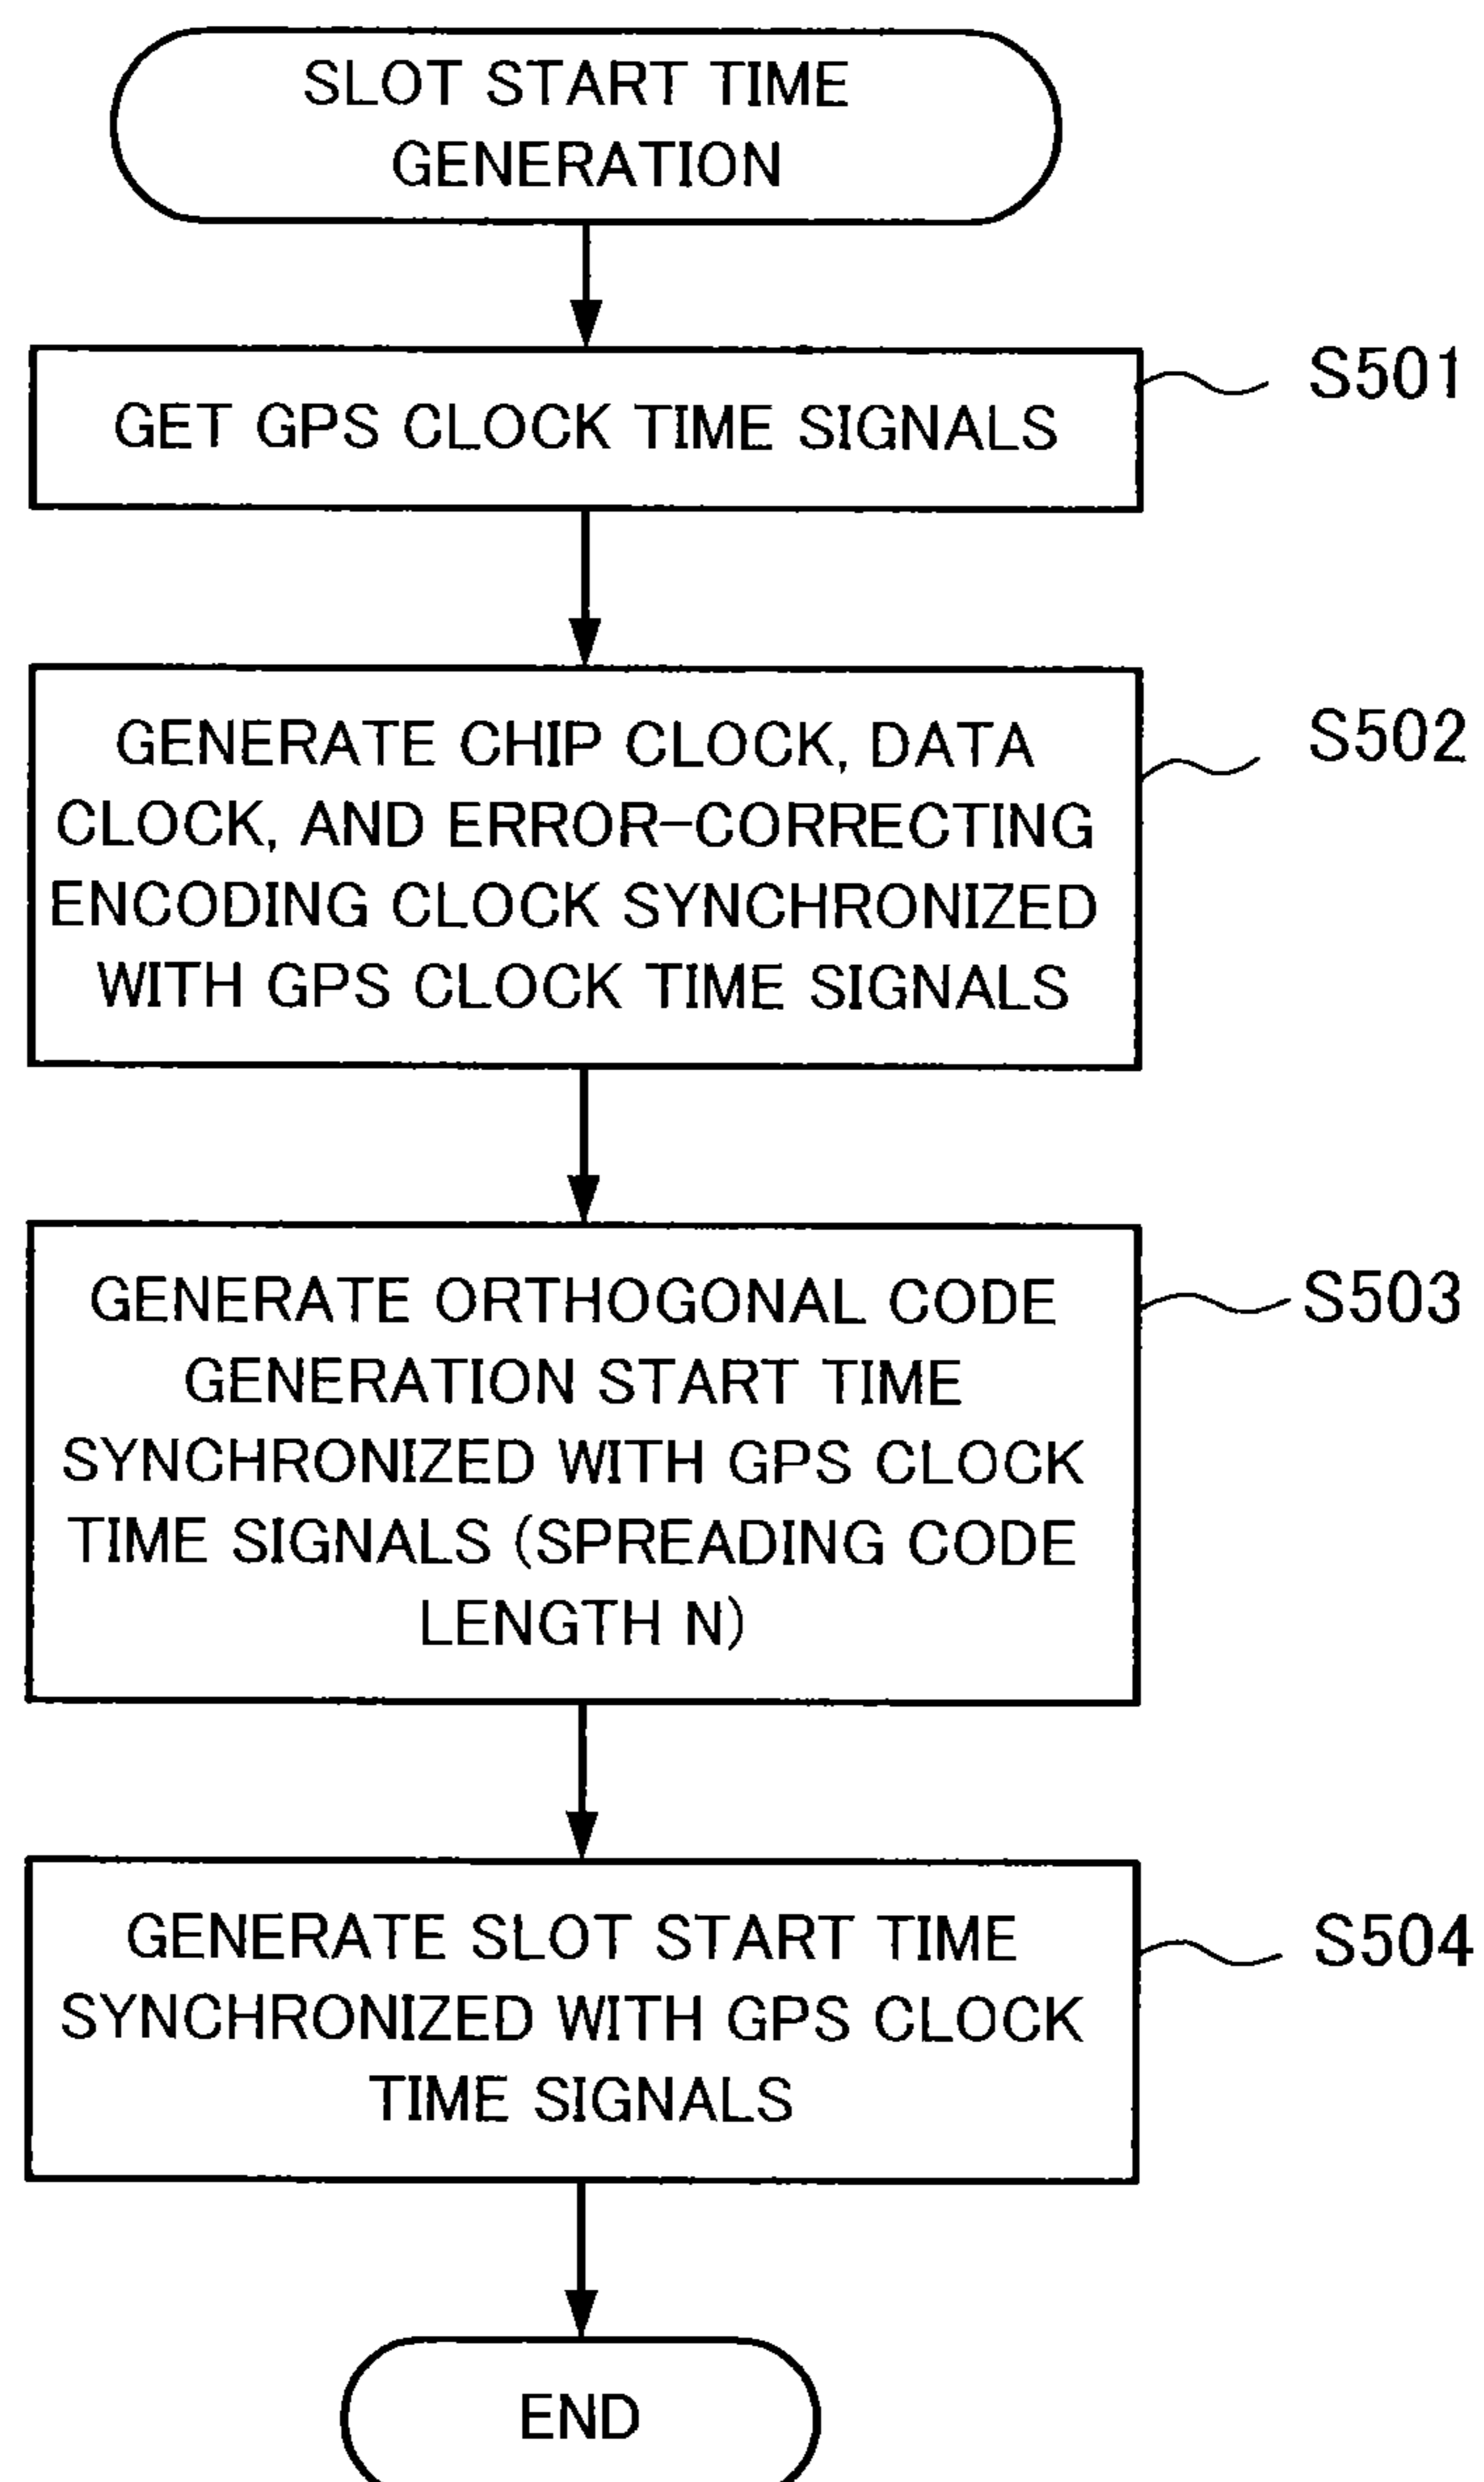 SLOT START TIME
GENERATION
GET GPS CLOCK TIME SIGNALS
S501
GENERATE CHIP CLOCK, DATA
CLOCK, AND ERROR-CORRECTING
ENCODING CLOCK SYNCHRONIZED
WITH GPS CLOCK TIME SIGNALS
S502
GENERATE ORTHOGONAL CODE
GENERATION START TIME
SYNCHRONIZED WITH GPS CLOCK
TIME SIGNALS (SPREADING CODE
LENGTH N)
S503
GENERATE SLOT START TIME
SYNCHRONIZED WITH GPS CLOCK
TIME SIGNALS
S504
END